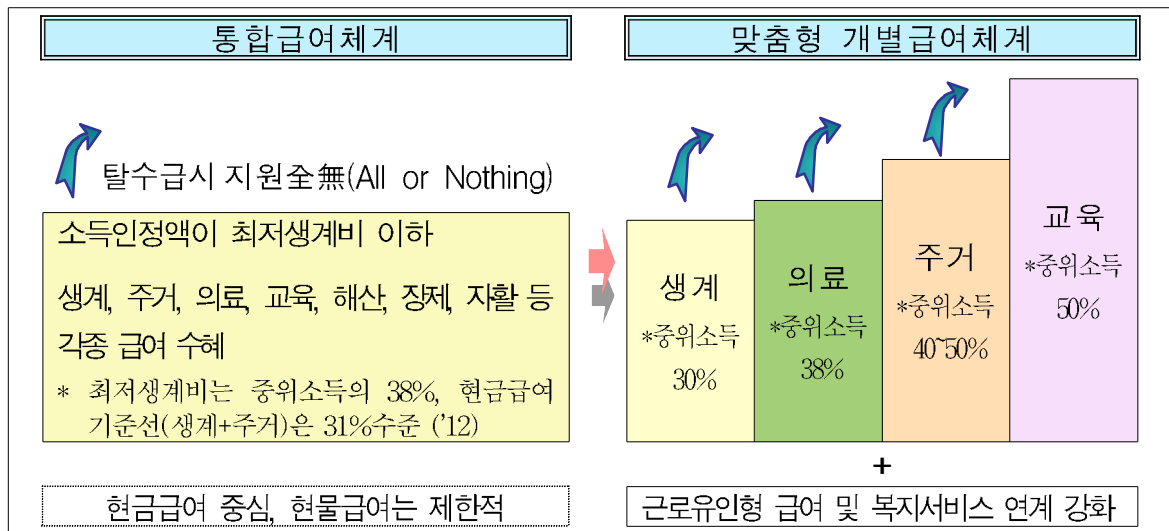 통합급여체계
탈수급시 지원全無(All or Nothing)
소득인정액이 최저생계비 이하
생계, 주거, 의료, 교육, 해산, 장제, 자활 등
각종 급여 수혜
* 최저생계비는 중위소득의 38%, 현금급여
기준선(생계+주거)은 31%수준 ('12)
현금급여 중심, 현물급여는 제한적
맞춤형 개별급여체계
생계
*중위소득
30%
의료
*중위소득
38%
주거
*중위소득
40~50%
교육
*중위소득
50%
+
근로유인형 급여 및 복지서비스 연계 강화